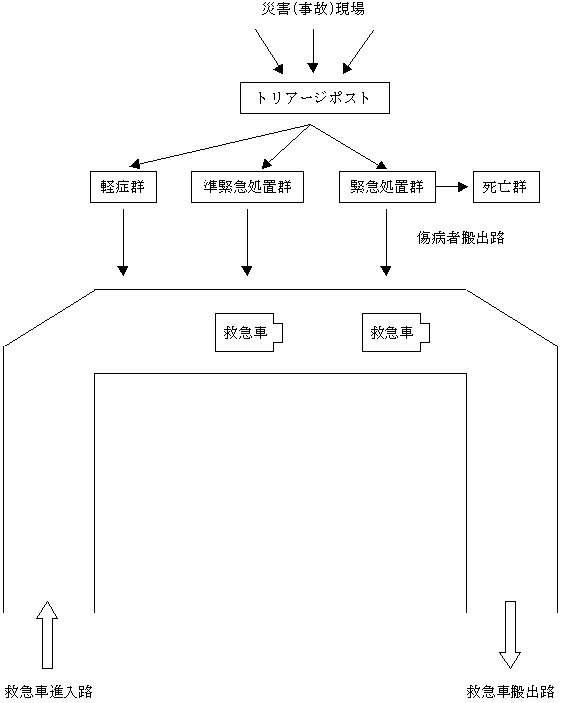 災害(事故)現場
トリアージポスト
軽症群
準緊急処置群
緊急処置群
死亡群
傷病者搬出路
救急車
救急車
救急車進入路
救急車搬出路